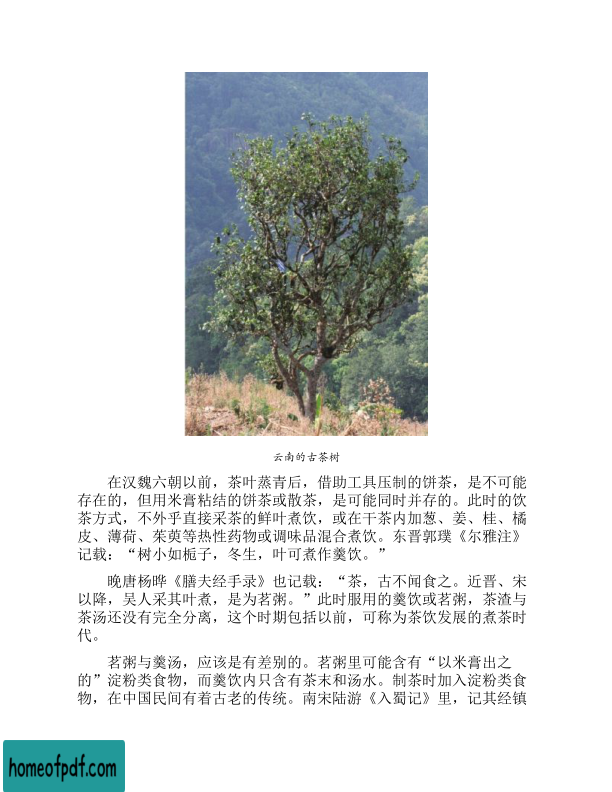 云南的古茶树
在汉魏六朝以前，茶叶蒸青后，借助工具压制的饼茶，是不可能
存在的，但用米膏粘结的饼茶或散茶，是可能同时并存的。此时的饮
茶方式，不外乎直接采茶的鲜叶煮饮，或在干茶内加葱、姜、桂、橘
皮、薄荷、茱萸等热性药物或调味品混合煮饮。东晋郭璞《尔雅注》
记载：“树小如栀子，冬生，叶可煮作羹饮。”
晚唐杨晔《膳夫经手录》也记载：“茶，古不闻食之。近晋、宋
以降，吴人采其叶煮，是为茗粥。”此时服用的羹饮或茗粥，茶渣与
茶汤还没有完全分离，这个时期包括以前，可称为茶饮发展的煮茶时
代。
茗粥与羹汤，应该是有差别的。茗粥里可能含有“以米膏出之
的”淀粉类食物，而羹饮内只含有茶末和汤水。制茶时加入淀粉类食
物，在中国民间有着古老的传统。南宋陆游《入蜀记》里，记其经镇
homeofpdf.com